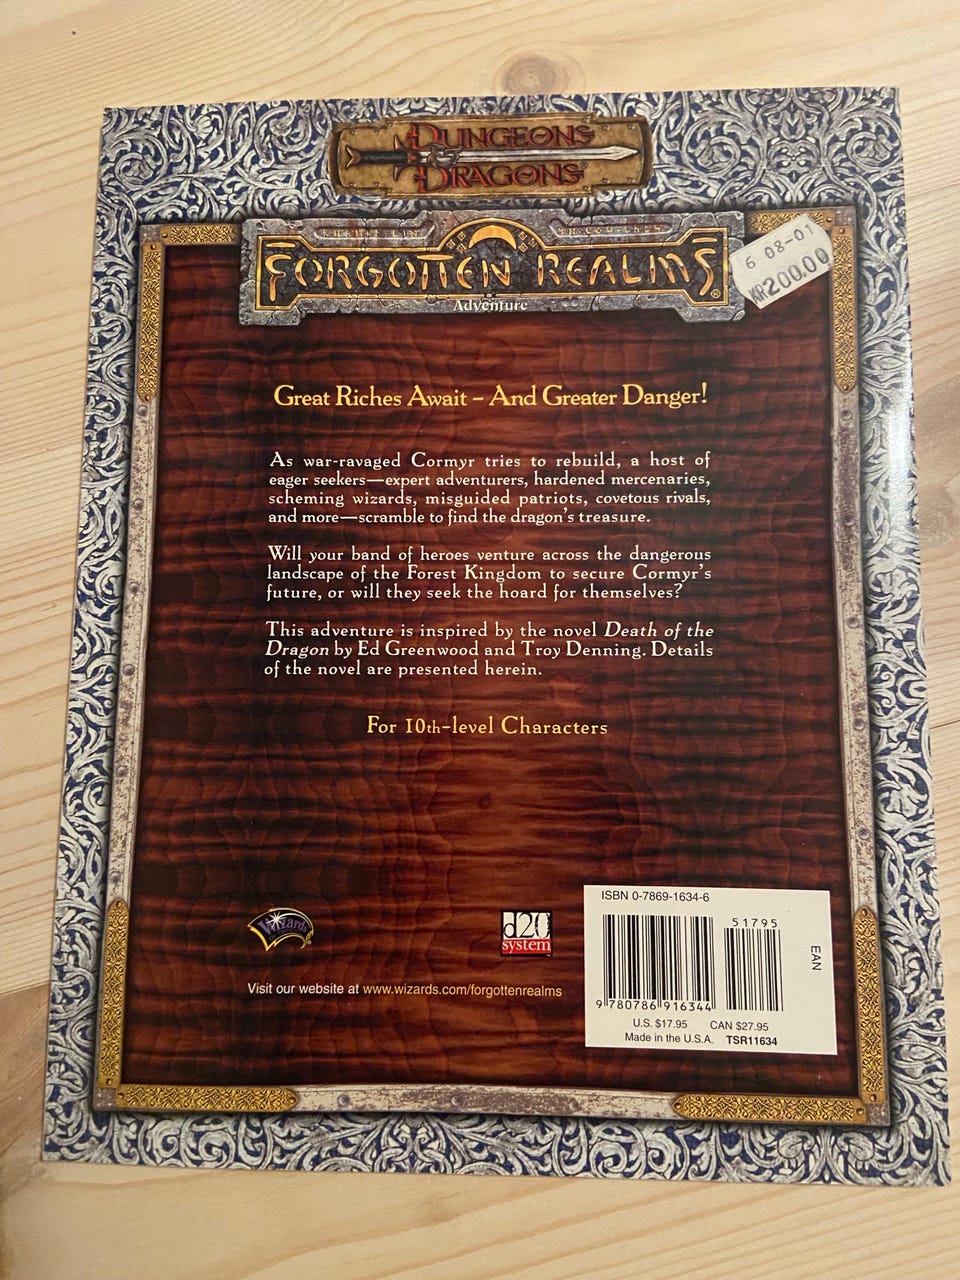 DUNGEONS
DRAGONS®
FORGOTTEN REALMS®
Adventure
6 08-01
KR200.00
Great Riches Await – And Greater Danger!
As war-ravaged Cormyr tries to rebuild, a host of
eager seekers—expert adventurers, hardened mercenaries,
scheming wizards, misguided patriots, covetous rivals,
and more—scramble to find the dragon's treasure.
Will your band of heroes venture across the dangerous
landscape of the Forest Kingdom to secure Cormyr's
future, or will they seek the hoard for themselves?
This adventure is inspired by the novel Death of the
Dragon by Ed Greenwood and Troy Denning. Details
of the novel are presented herein.
For 10th-level Characters
Wizards
d20
system
Visit our website at www.wizards.com/forgottenrealms
ISBN 0-7869-1634-6
51795
EAN
9 780786 916344
U.S. $17.95 CAN $27.95
Made in the U.S.A. TSR11634